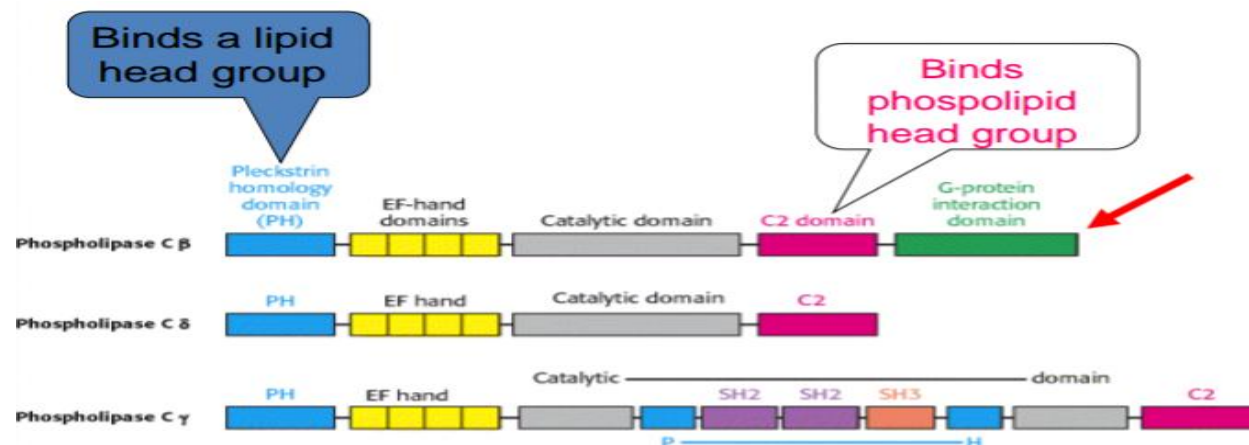 Binds a lipid
head group
Binds
phospolipid
head group
Pleckstrin
homology
domain
(PH)
EF-hand
domains
Catalytic domain
C2 domain
G-protein
interaction
domain
Phospholipase C β
PH
EF hand
Catalytic domain
C2
Phospholipase C δ
PH
EF hand
Catalytic domain
SH2
SH2
SH3
C2
Phospholipase C γ
P H